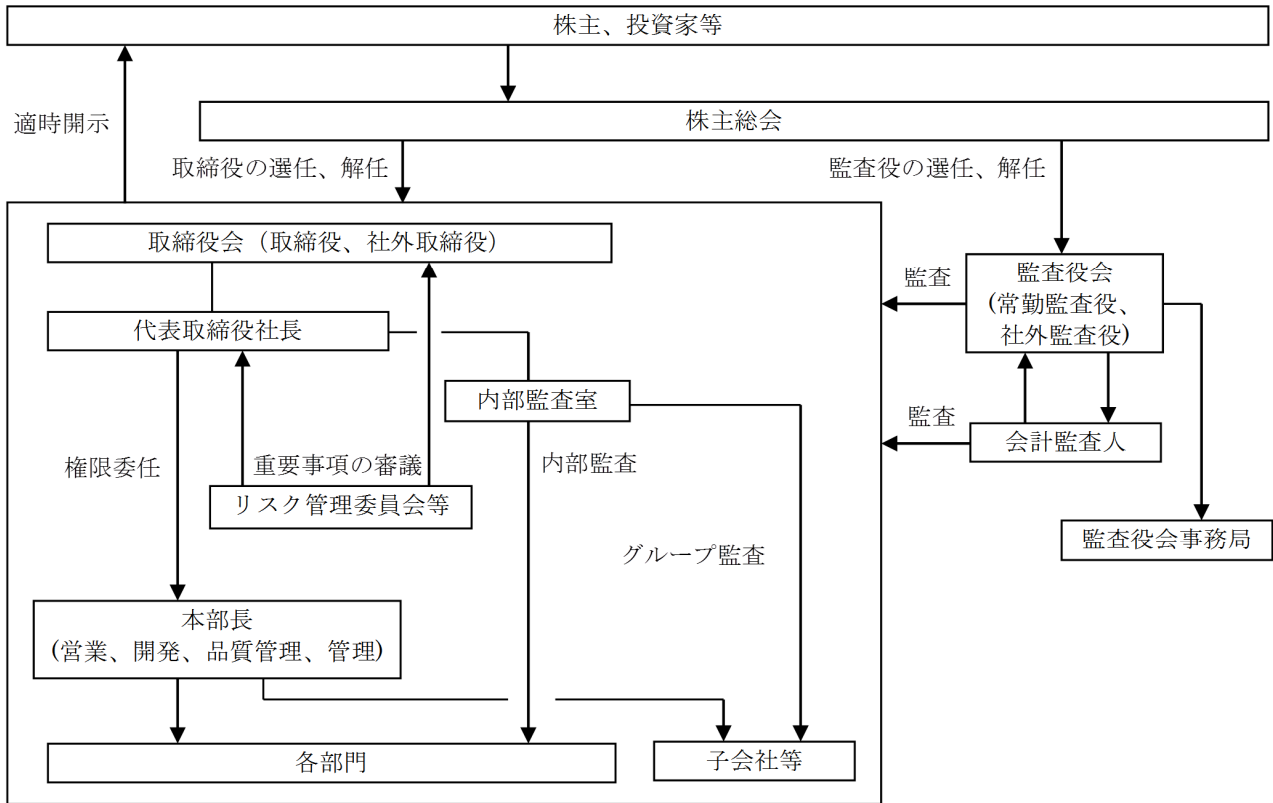 株主、投資家等
適時開示
株主総会
取締役の選任、解任
監査役の選任、解任
取締役会(取締役、社外取締役)
監査役会
(常勤監査役、
社外監査役)
監査
代表取締役社長
内部監査室
監査
会計監査人
権限委任
重要事項の審議
内部監査
リスク管理委員会等
監査役会事務局
グループ監査
本部長
(営業、開発、品質管理、管理)
各部門
子会社等